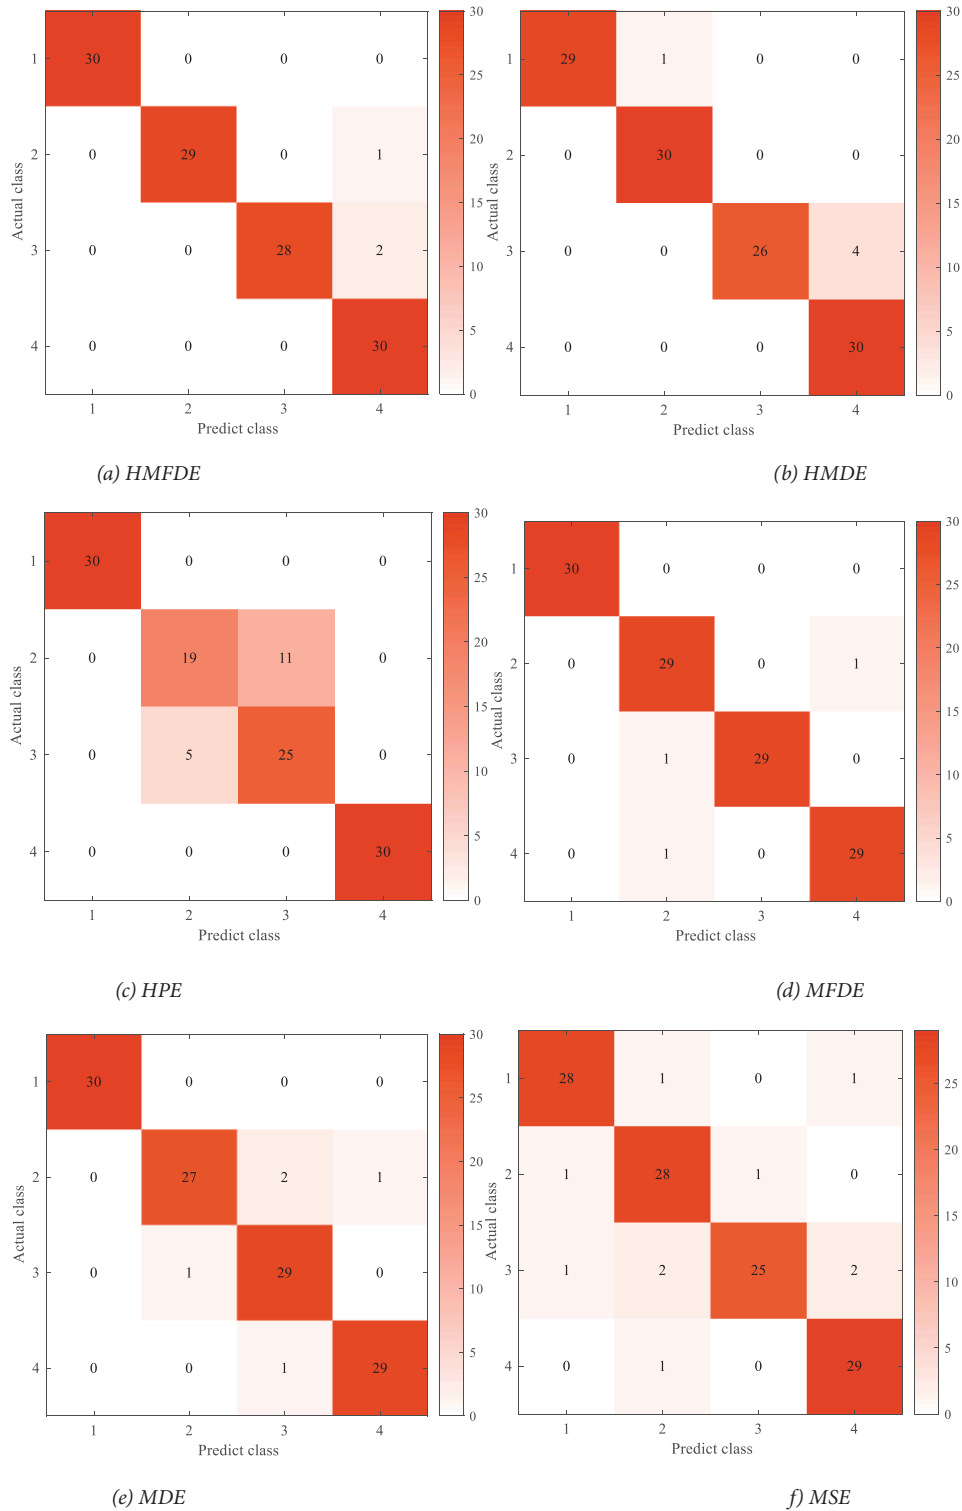 30
25
20
15
10
5
0
Actual class
1
2
3
4
30 0 0 0
0 29 0 1
0 0 28 2
0 0 0 30
1 2 3 4
Predict class
(a) HMFDE
30
25
20
15
10
5
0
Actual class
1
2
3
4
29 1 0 0
0 30 0 0
0 0 26 4
0 0 0 30
1 2 3 4
Predict class
(b) HMDE
30
25
20
15
10
5
0
Actual class
1
2
3
4
30 0 0 0
0 19 11 0
0 5 25 0
0 0 0 30
1 2 3 4
Predict class
(c) HPE
30
25
20
15
10
5
0
Actual class
1
2
3
4
30 0 0 0
0 29 0 1
0 1 29 0
0 1 0 29
1 2 3 4
Predict class
(d) MFDE
30
25
20
15
10
5
0
Actual class
1
2
3
4
30 0 0 0
0 27 2 1
0 1 29 0
0 0 1 29
1 2 3 4
Predict class
(e) MDE
25
20
15
10
5
0
Actual class
1
2
3
4
28 1 0 1
1 28 1 0
1 2 25 2
0 1 0 29
1 2 3 4
Predict class
f) MSE